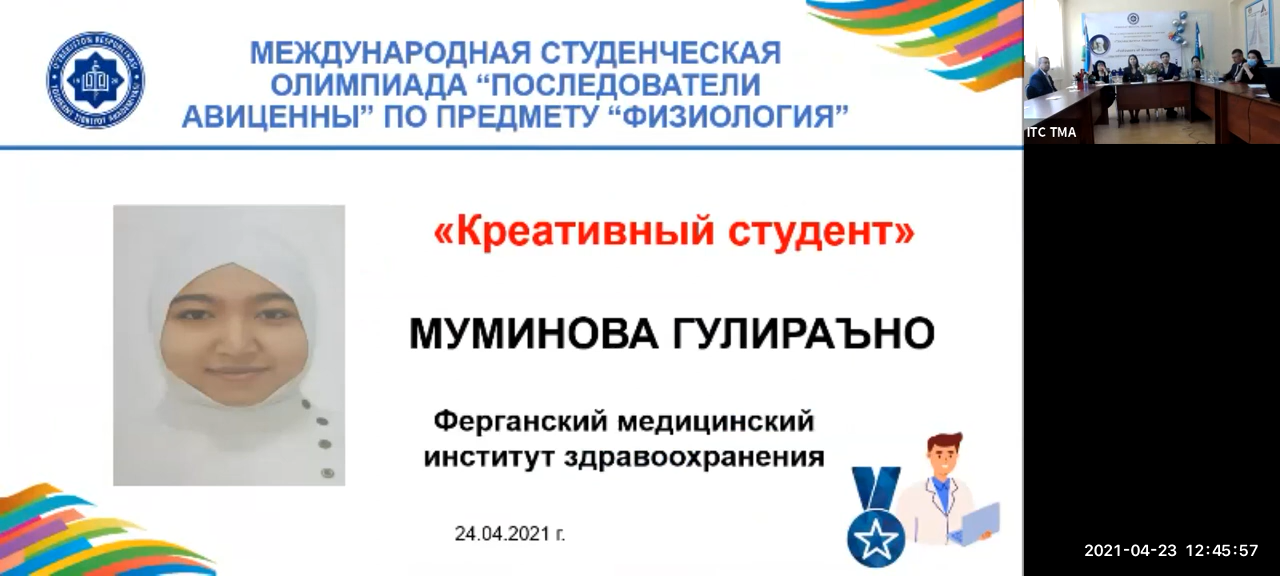 МЕЖДУНАРОДНАЯ СТУДЕНЧЕСКАЯ
ОЛИМПИАДА “ПОСЛЕДОВАТЕЛИ
АВИЦЕННЫ” ПО ПРЕДМЕТУ “ФИЗИОЛОГИЯ”
«Креативный студент»
МУМИНОВА ГУЛИРАЪНО
Ферганский медицинский
институт здравоохранения
24.04.2021 г.
ITC TMA
2021-04-23 12:45:57